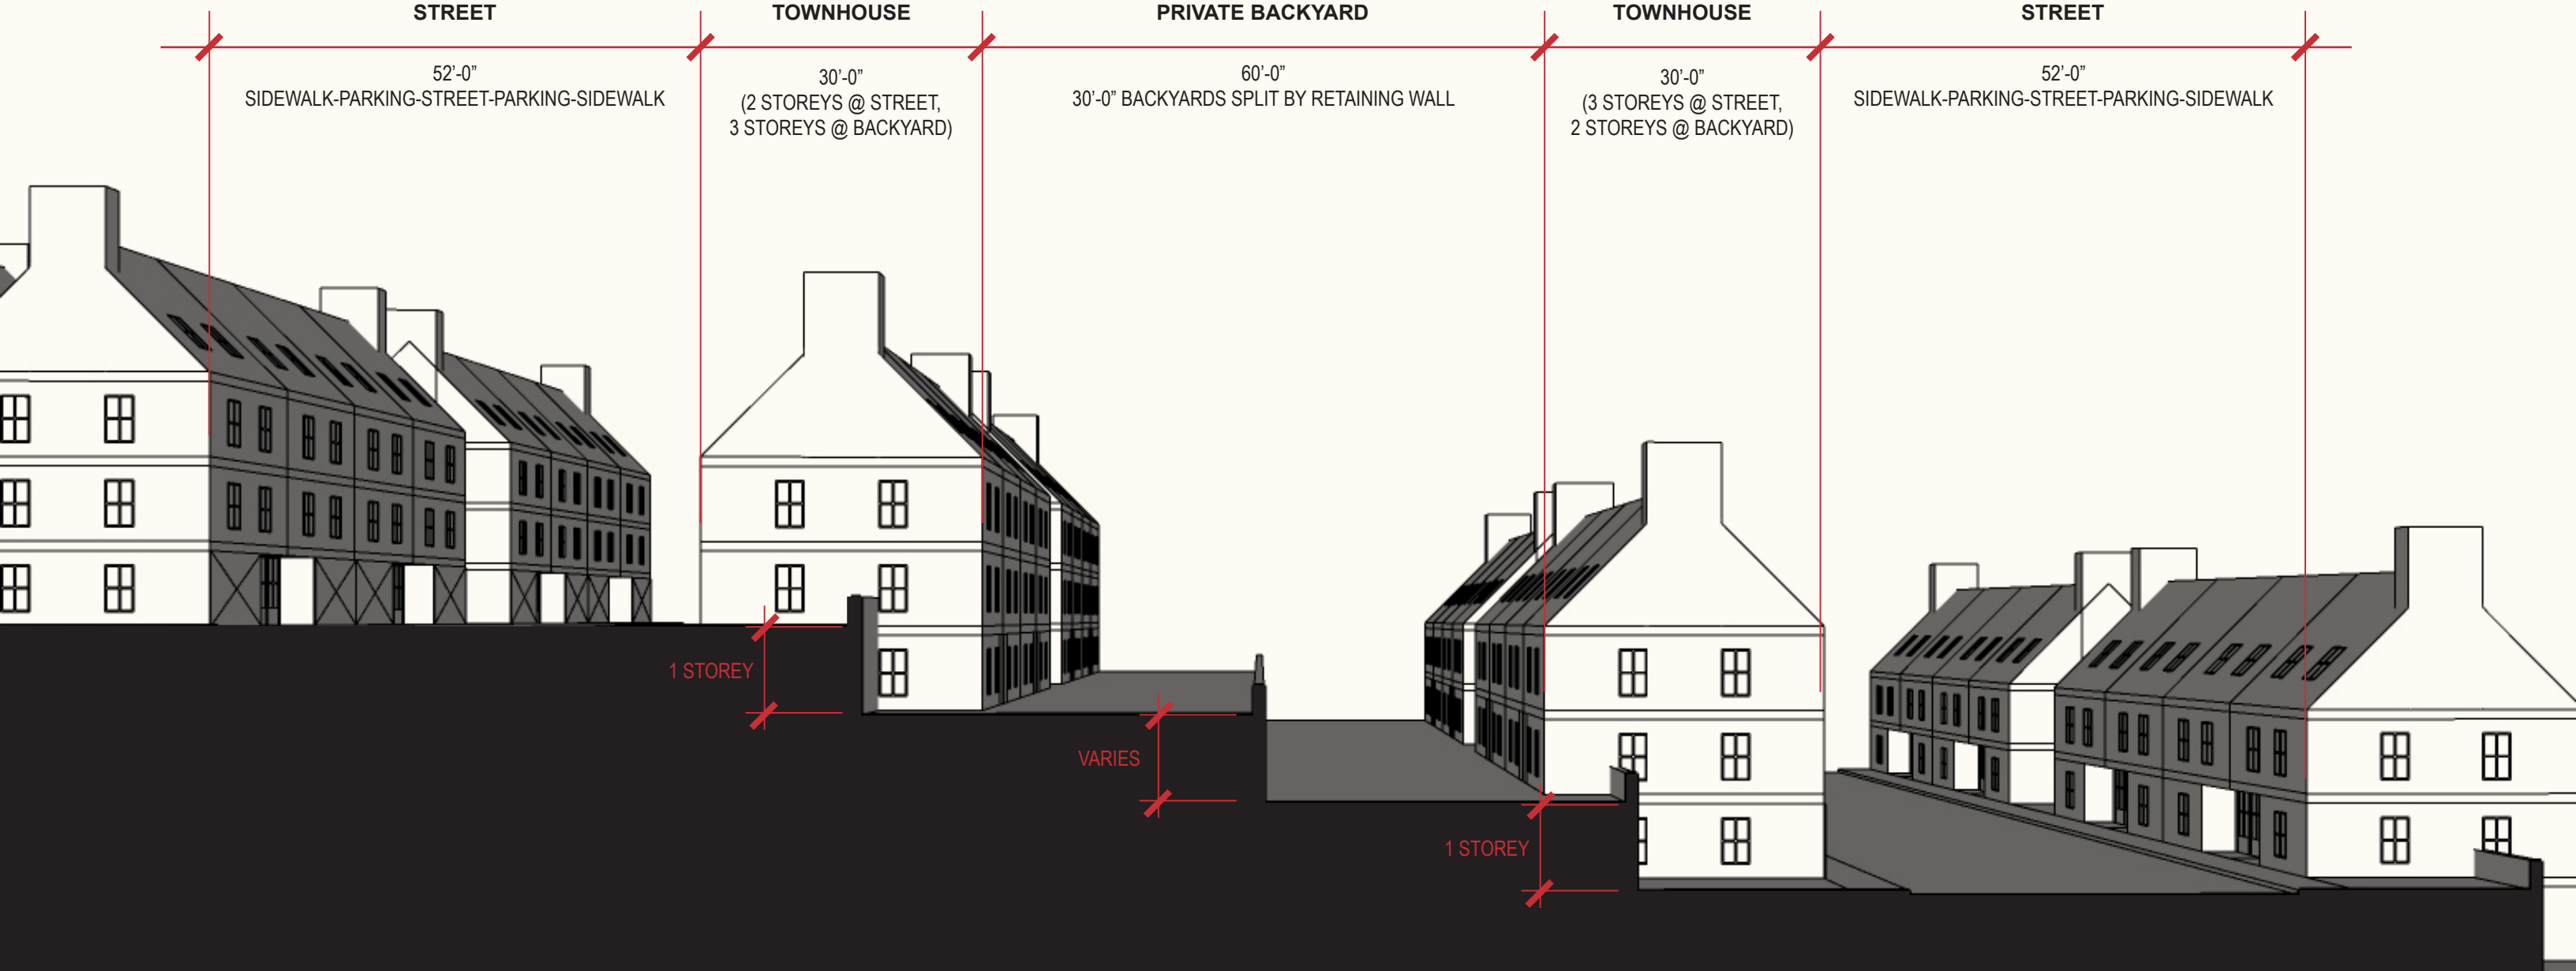 STREET
TOWNHOUSE
PRIVATE BACKYARD
TOWNHOUSE
STREET
52'-0”
SIDEWALK-PARKING-STREET-PARKING-SIDEWALK
30’-0”
(2 STOREYS @ STREET,
3 STOREYS @ BACKYARD)
60’-0”
30’-0” BACKYARDS SPLIT BY RETAINING WALL
30’-0”
(3 STOREYS @ STREET,
2 STOREYS @ BACKYARD)
52’-0”
SIDEWALK-PARKING-STREET-PARKING-SIDEWALK
1 STOREY
VARIES
1 STOREY